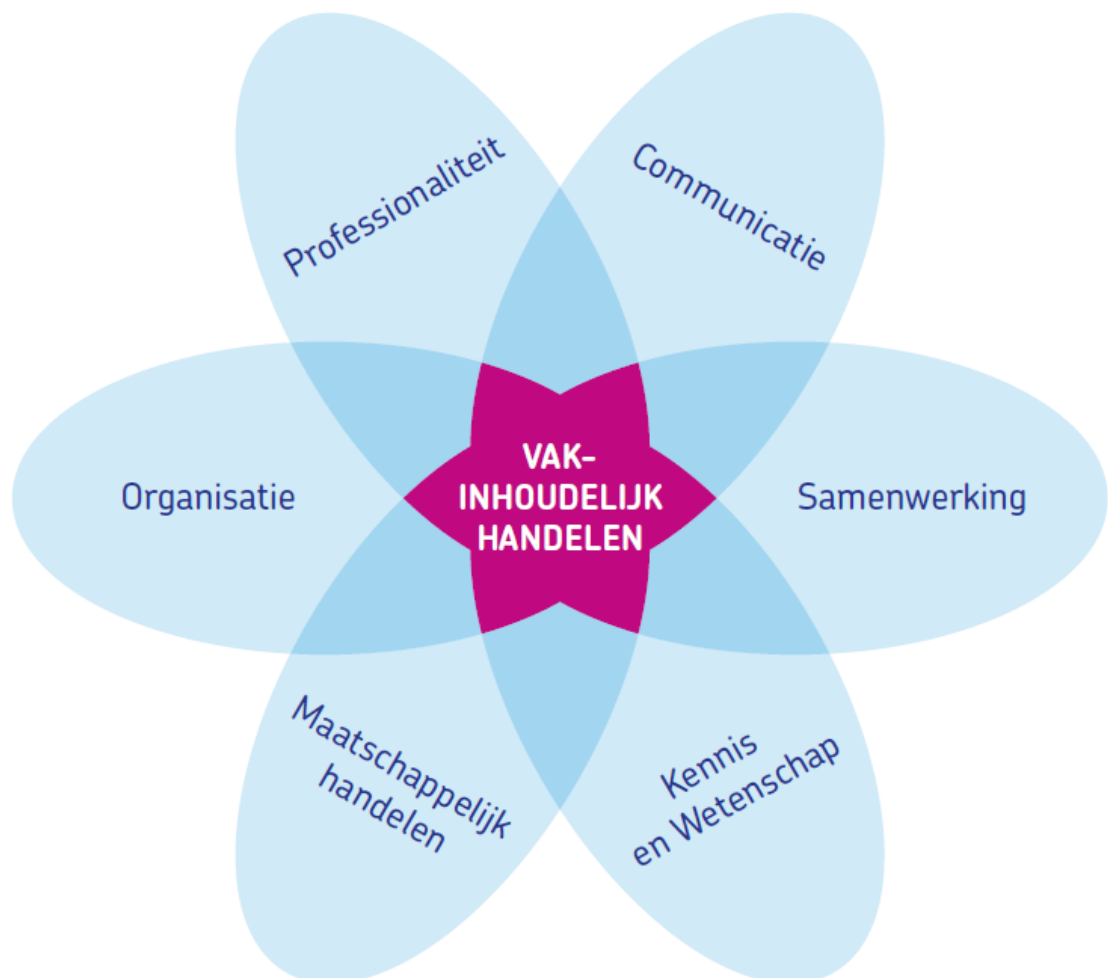 Professionaliteit
Communicatie
Organisatie
VAK-
INHOUDELIJK
HANDELEN
Samenwerking
Maatschappelijk
handelen
Kennis
en Wetenschap